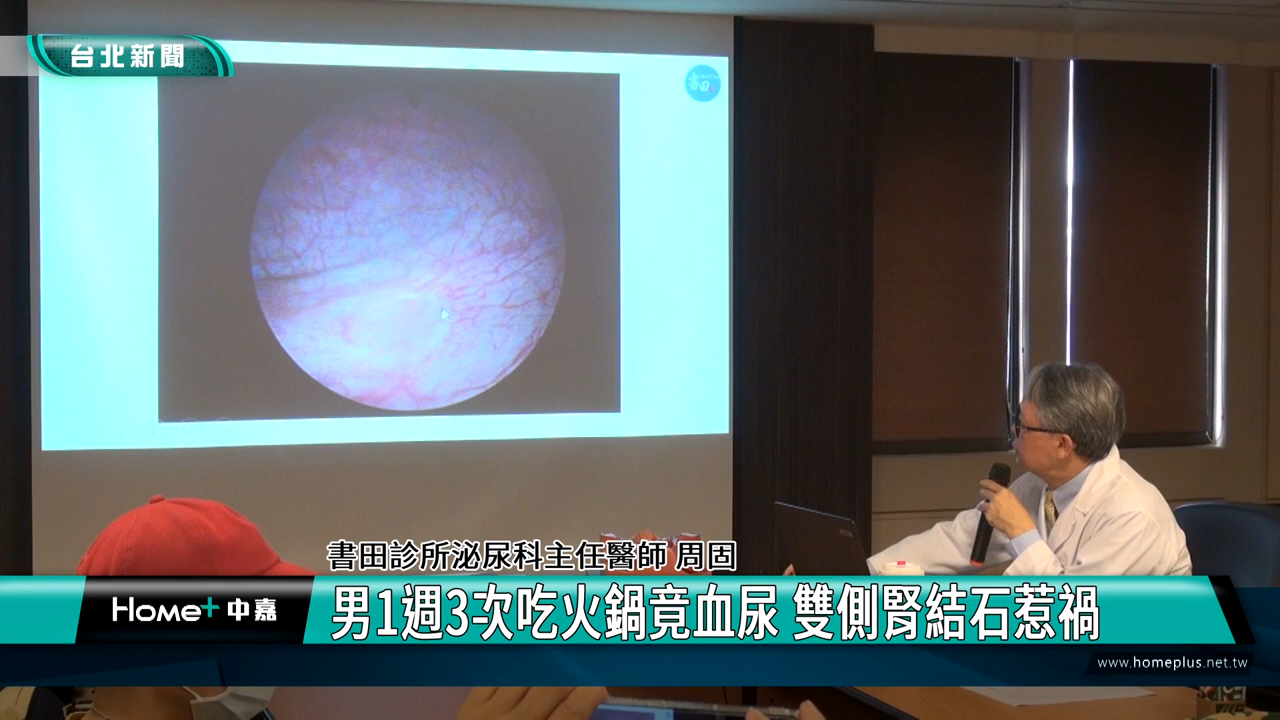 台北新聞
書田
書田診所泌尿科主任醫師 周固
Home+中嘉
男1週3次吃火鍋竟血尿 雙側腎結石惹禍
www.homeplus.net.tw